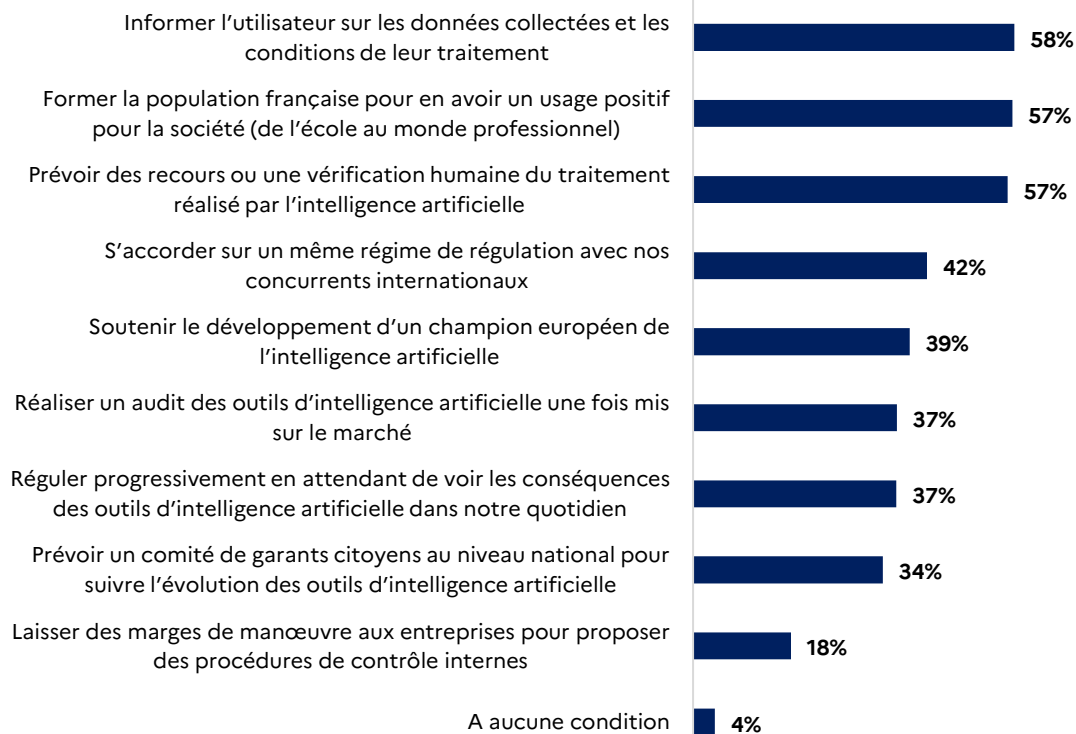 Informer l’utilisateur sur les données collectées et les
conditions de leur traitement
58%
Former la population française pour en avoir un usage positif
pour la société (de l’école au monde professionnel)
57%
Prévoir des recours ou une vérification humaine du traitement
réalisé par l’intelligence artificielle
57%
S’accorder sur un même régime de régulation avec nos
concurrents internationaux
42%
Soutenir le développement d’un champion européen de
l’intelligence artificielle
39%
Réaliser un audit des outils d’intelligence artificielle une fois mis
sur le marché
37%
Réguler progressivement en attendant de voir les conséquences
des outils d’intelligence artificielle dans notre quotidien
37%
Prévoir un comité de garants citoyens au niveau national pour
suivre l’évolution des outils d’intelligence artificielle
34%
Laisser des marges de manœuvre aux entreprises pour proposer
des procédures de contrôle internes
18%
A aucune condition
4%